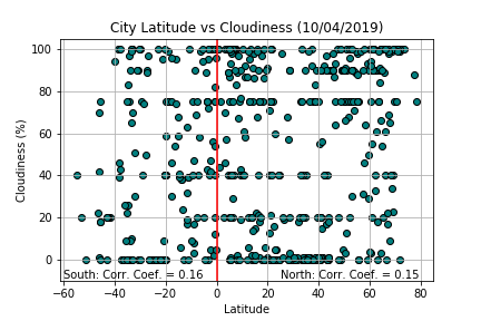 City Latitude vs Cloudiness (10/04/2019)
Cloudiness (%)
100
80
60
40
20
0
South: Corr. Coef. = 0.16
North: Corr. Coef. = 0.15
−60 −40 −20 0 20 40 60 80
Latitude